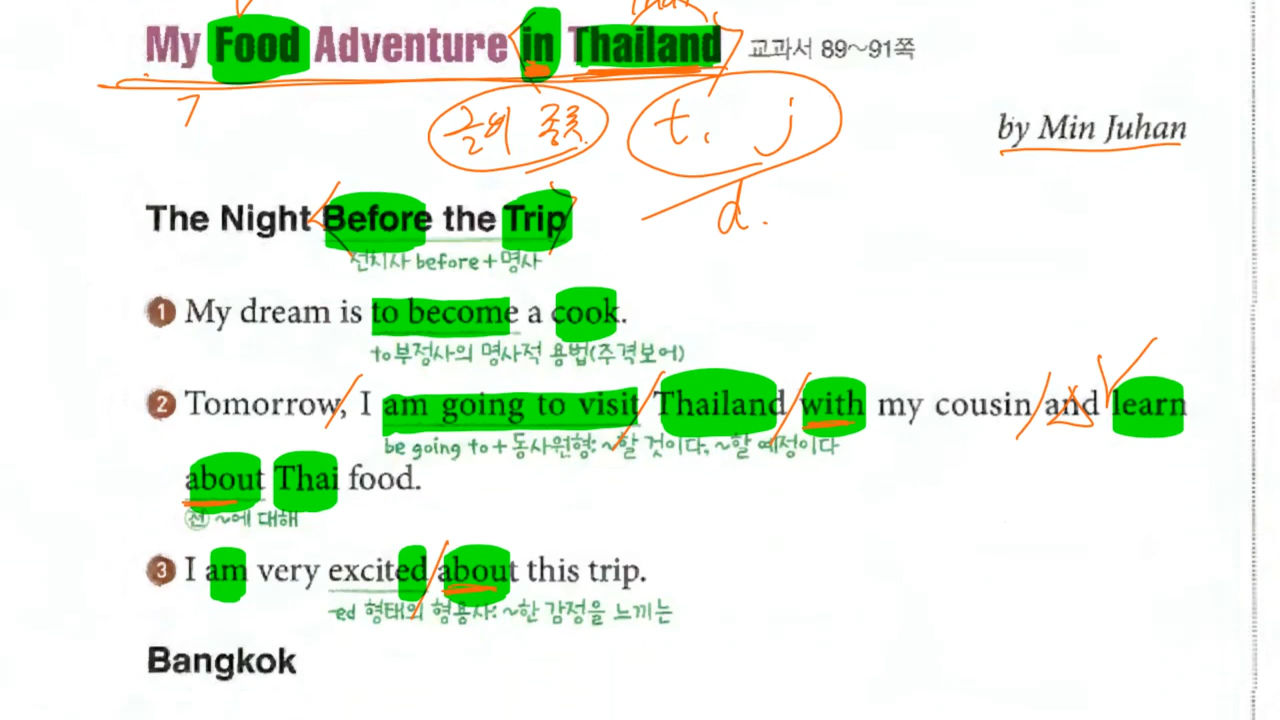 My Food Adventure in Thailand 교과서 89~91쪽
글의 종류 t. j
d.
by Min Juhan
The Night Before the Trip
전치사 before+명사
1 My dream is to become a cook.
to부정사의 명사적 용법(주격보어)
2 Tomorrow, I am going to visit Thailand with my cousin and learn
be going to+동사원형: ~할 것이다, ~할 예정이다
about Thai food.
전 ~에 대해
3 I am very excited about this trip.
-ed 형태의 형용사: ~한 감정을 느끼는
Bangkok